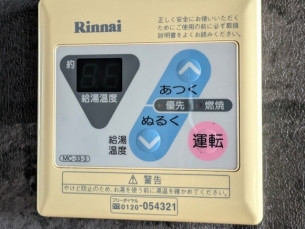 Rinnai
正しく安全にお使いいただく
ためにご使用の前に必ず取扱
説明書をよくお読みください。
約
88
給湯温度
あつく
優先
燃焼
ぬるく
給湯
温度
運転
MC-33-3
警告
やけど防止のため、お湯を使う前に湯温を確かめてください。
フリーダイヤル
0120-054321